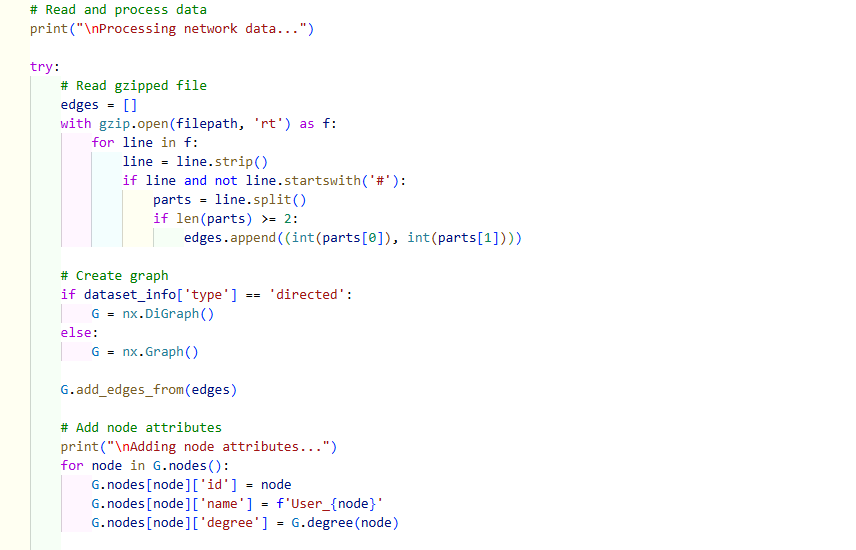 # Read and process data
print("\nProcessing network data...")
try:
# Read gzipped file
edges = []
with gzip.open(filepath, 'rt') as f:
for line in f:
line = line.strip()
if line and not line.startswith('#'):
parts = line.split()
if len(parts) >= 2:
edges.append((int(parts[0]), int(parts[1])))
# Create graph
if dataset_info['type'] == 'directed':
G = nx.DiGraph()
else:
G = nx.Graph()
G.add_edges_from(edges)
# Add node attributes
print("\nAdding node attributes...")
for node in G.nodes():
G.nodes[node]['id'] = node
G.nodes[node]['name'] = f'User_{node}'
G.nodes[node]['degree'] = G.degree(node)